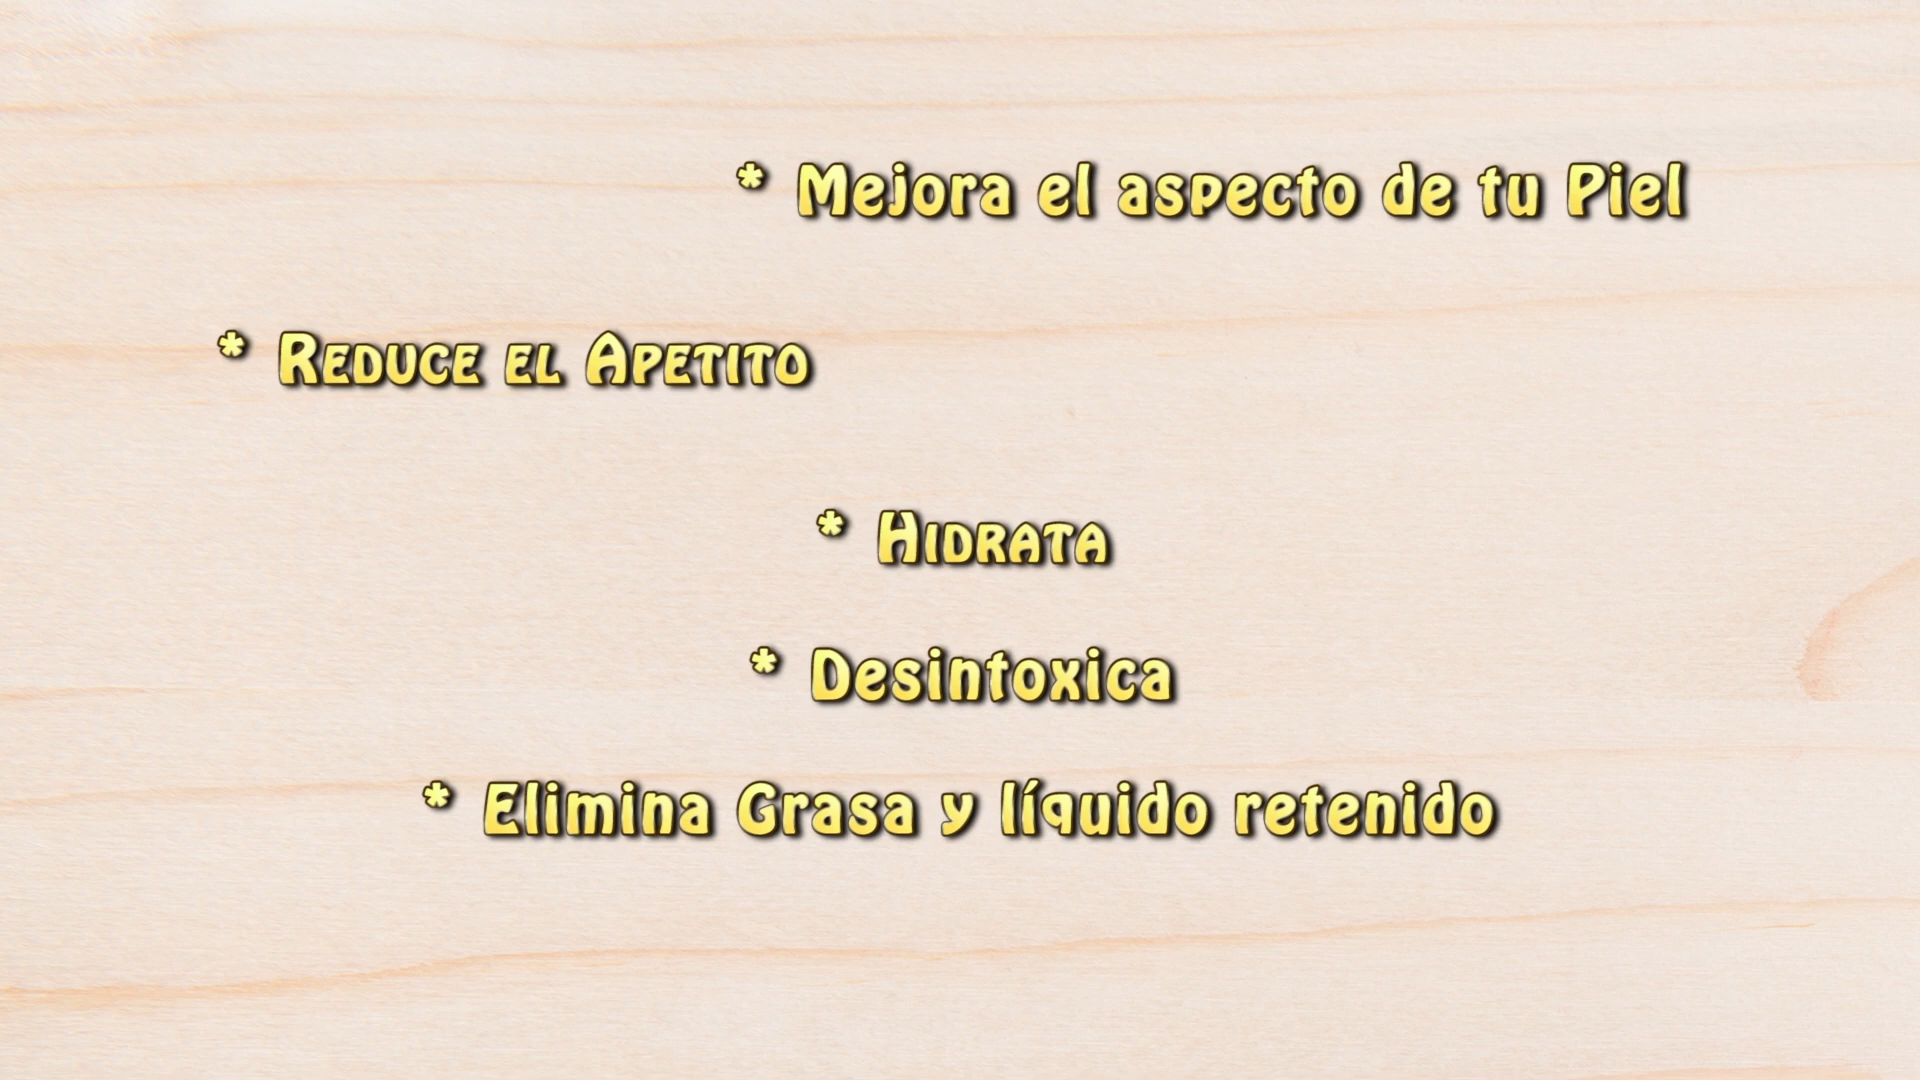 * Mejora el aspecto de tu Piel
* Reduce el Apetito
* Hidrata
* Desintoxica
* Elimina Grasa y líquido retenido